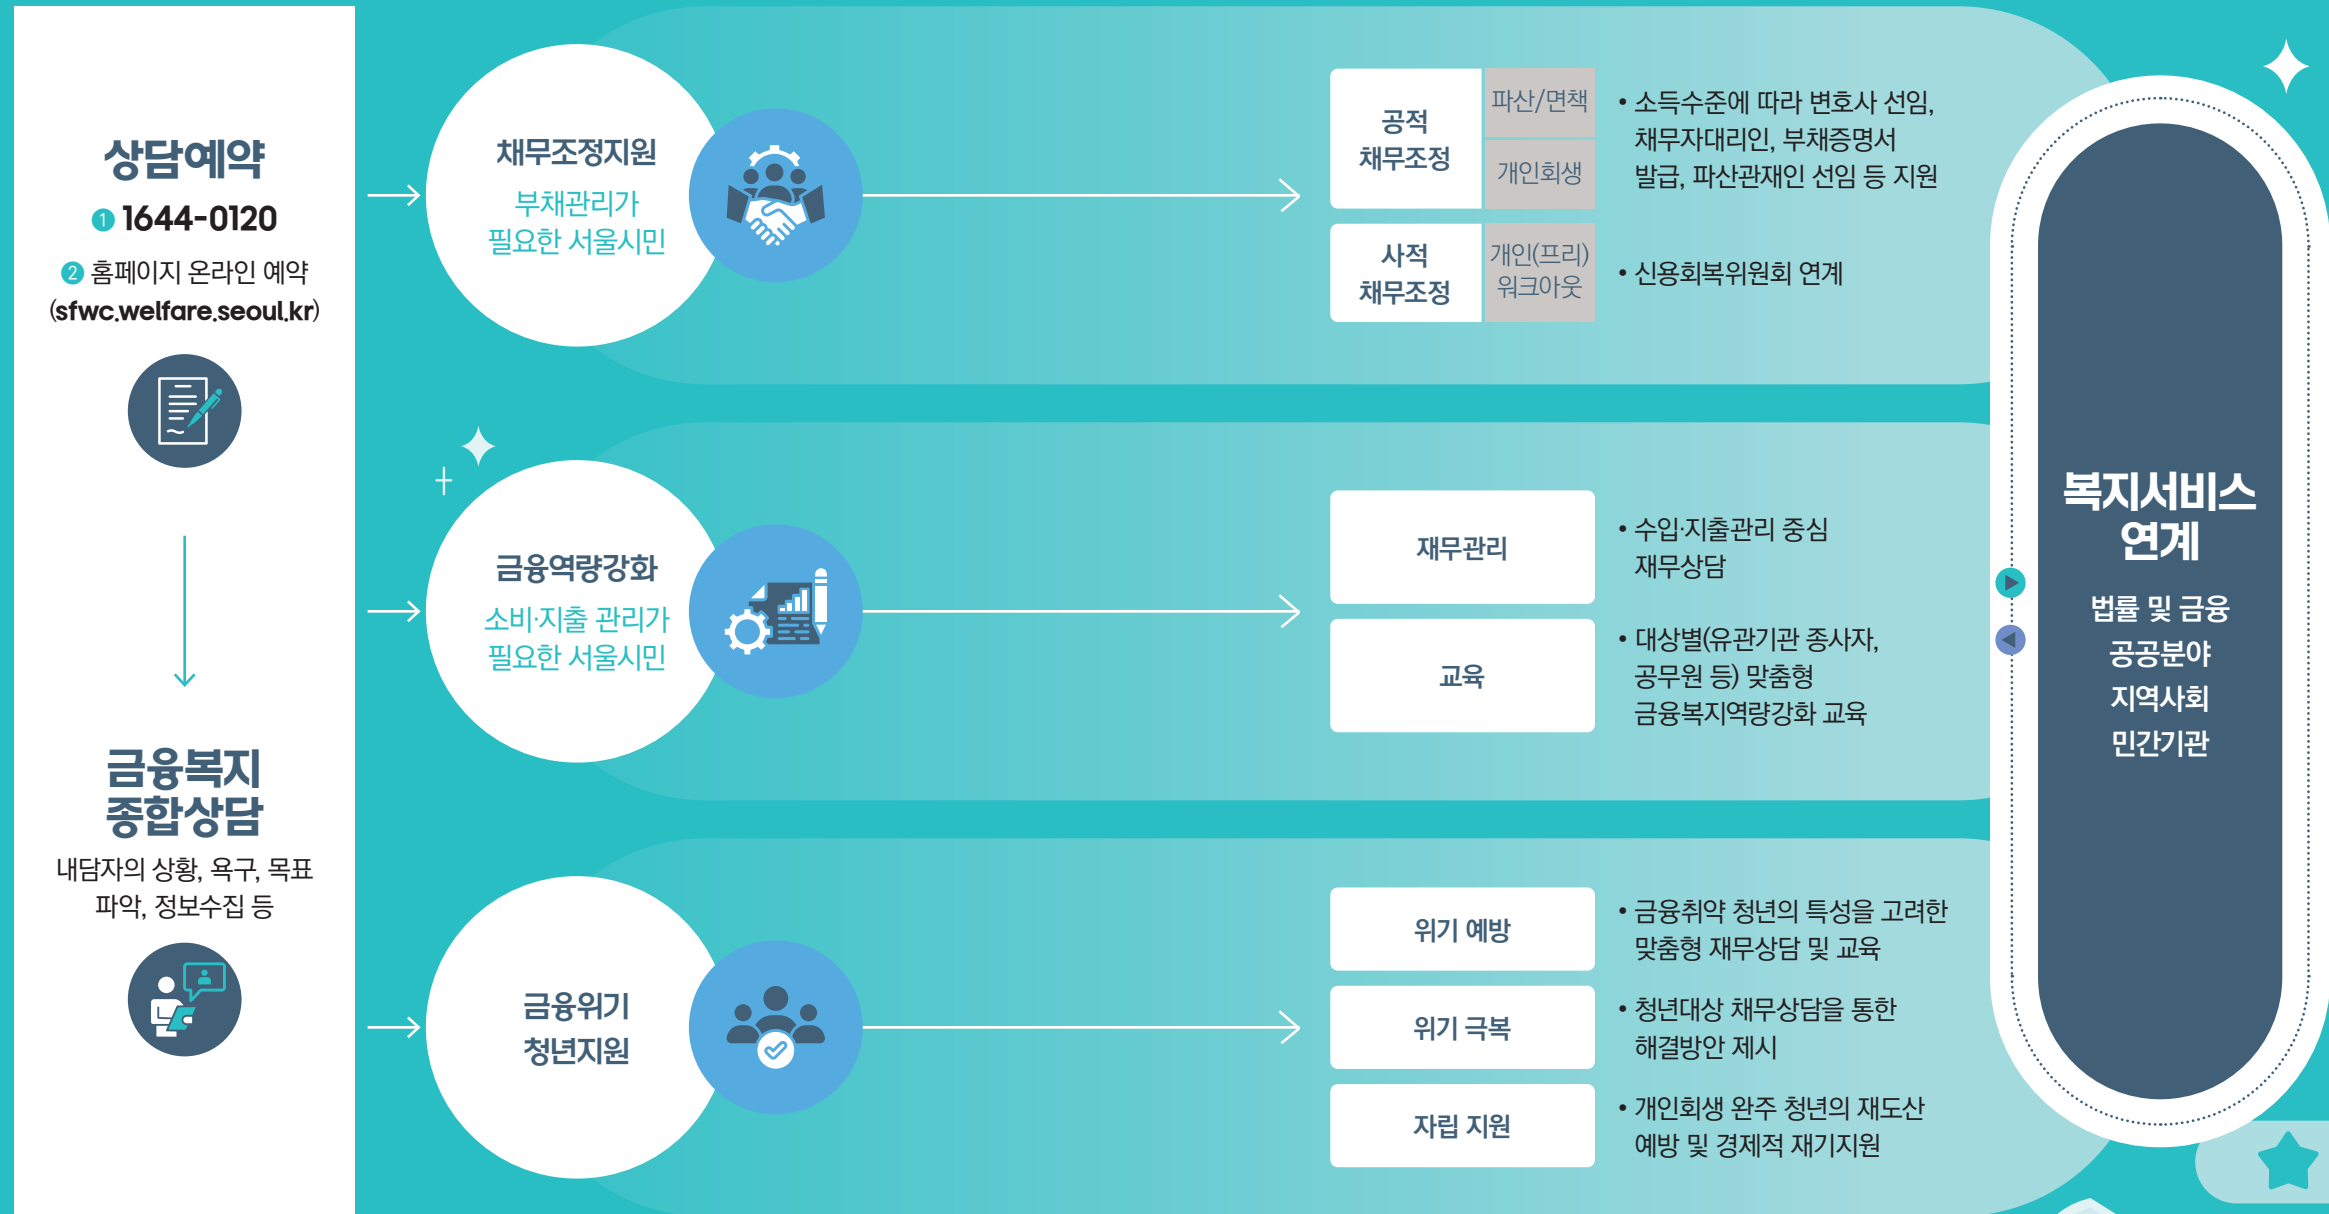 상담예약
1 1644-0120
2 홈페이지 온라인 예약
(sfwc.welfare.seoul.kr)
금융복지
종합상담
내담자의 상황, 욕구, 목표
파악, 정보수집 등
채무조정지원
부채관리가
필요한 서울시민
공적
채무조정
파산/면책
개인회생
• 소득수준에 따라 변호사 선임,
채무자대리인, 부채증명서
발급, 파산관재인 선임 등 지원
사적
채무조정
개인(프리)
워크아웃
• 신용회복위원회 연계
금융역량강화
소비·지출 관리가
필요한 서울시민
재무관리
• 수입·지출관리 중심
재무상담
교육
• 대상별(유관기관 종사자,
공무원 등) 맞춤형
금융복지역량강화 교육
금융위기
청년지원
위기 예방
• 금융취약 청년의 특성을 고려한
맞춤형 재무상담 및 교육
위기 극복
• 청년대상 채무상담을 통한
해결방안 제시
자립 지원
• 개인회생 완주 청년의 재도산
예방 및 경제적 재기지원
복지서비스
연계
법률 및 금융
공공분야
지역사회
민간기관